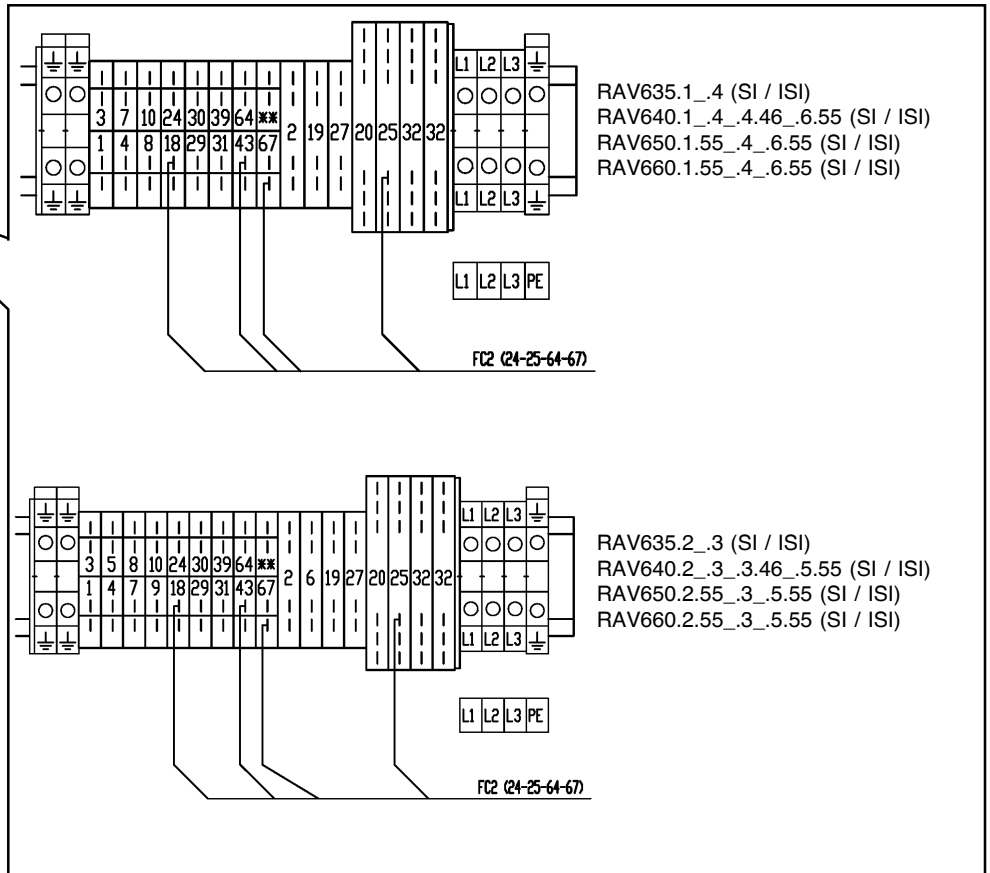 L1 L2 L3
3 7 10 24 30 39 64 ** 2 19 27 20 25 32 32
1 4 8 18 29 31 43 67
L1 L2 L3
L1 L2 L3 PE
FC2 (24-25-64-67)
RAV635.1_.4 (SI / ISI)
RAV640.1_.4_.4.46_.6.55 (SI / ISI)
RAV650.1.55_.4_.6.55 (SI / ISI)
RAV660.1.55_.4_.6.55 (SI / ISI)
L1 L2 L3
3 5 8 10 24 30 39 64 ** 2 6 19 27 20 25 32 32
1 4 7 9 18 29 31 43 67
L1 L2 L3
L1 L2 L3 PE
FC2 (24-25-64-67)
RAV635.2_.3 (SI / ISI)
RAV640.2_.3_.3.46_.5.55 (SI / ISI)
RAV650.2.55_.3_.5.55 (SI / ISI)
RAV660.2.55_.3_.5.55 (SI / ISI)